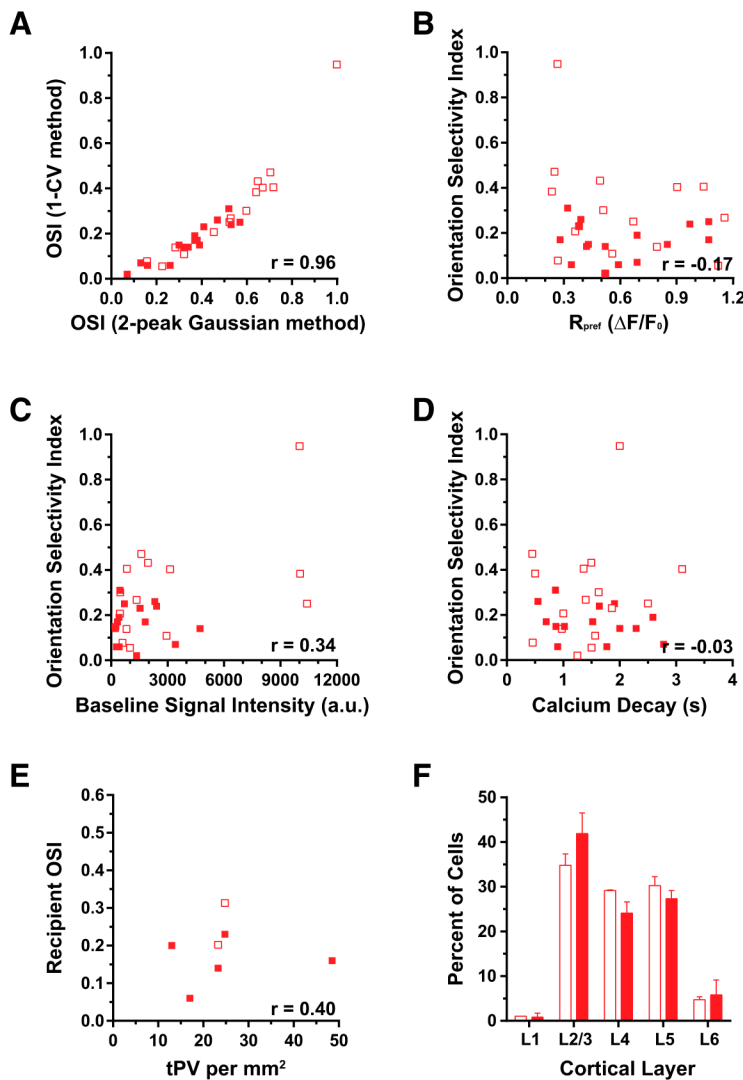 A
OSI (1-CV method)
1.0
0.8
0.6
0.4
0.2
0.0
0.0 0.2 0.4 0.6 0.8 1.0
r = 0.96
OSI (2-peak Gaussian method)
B
Orientation Selectivity Index
1.0
0.8
0.6
0.4
0.2
0.0
0.0 0.3 0.6 0.9 1.2
r = -0.17
Rpref (ΔF/F0)
C
Orientation Selectivity Index
1.0
0.8
0.6
0.4
0.2
0.0
0 3000 6000 9000 12000
r = 0.34
Baseline Signal Intensity (a.u.)
D
Orientation Selectivity Index
1.0
0.8
0.6
0.4
0.2
0.0
0 1 2 3 4
r = -0.03
Calcium Decay (s)
E
Recipient OSI
0.6
0.5
0.4
0.3
0.2
0.1
0.0
0 10 20 30 40 50
r = 0.40
tPV per mm²
F
Percent of Cells
50
40
30
20
10
0
L1 L2/3 L4 L5 L6
Cortical Layer